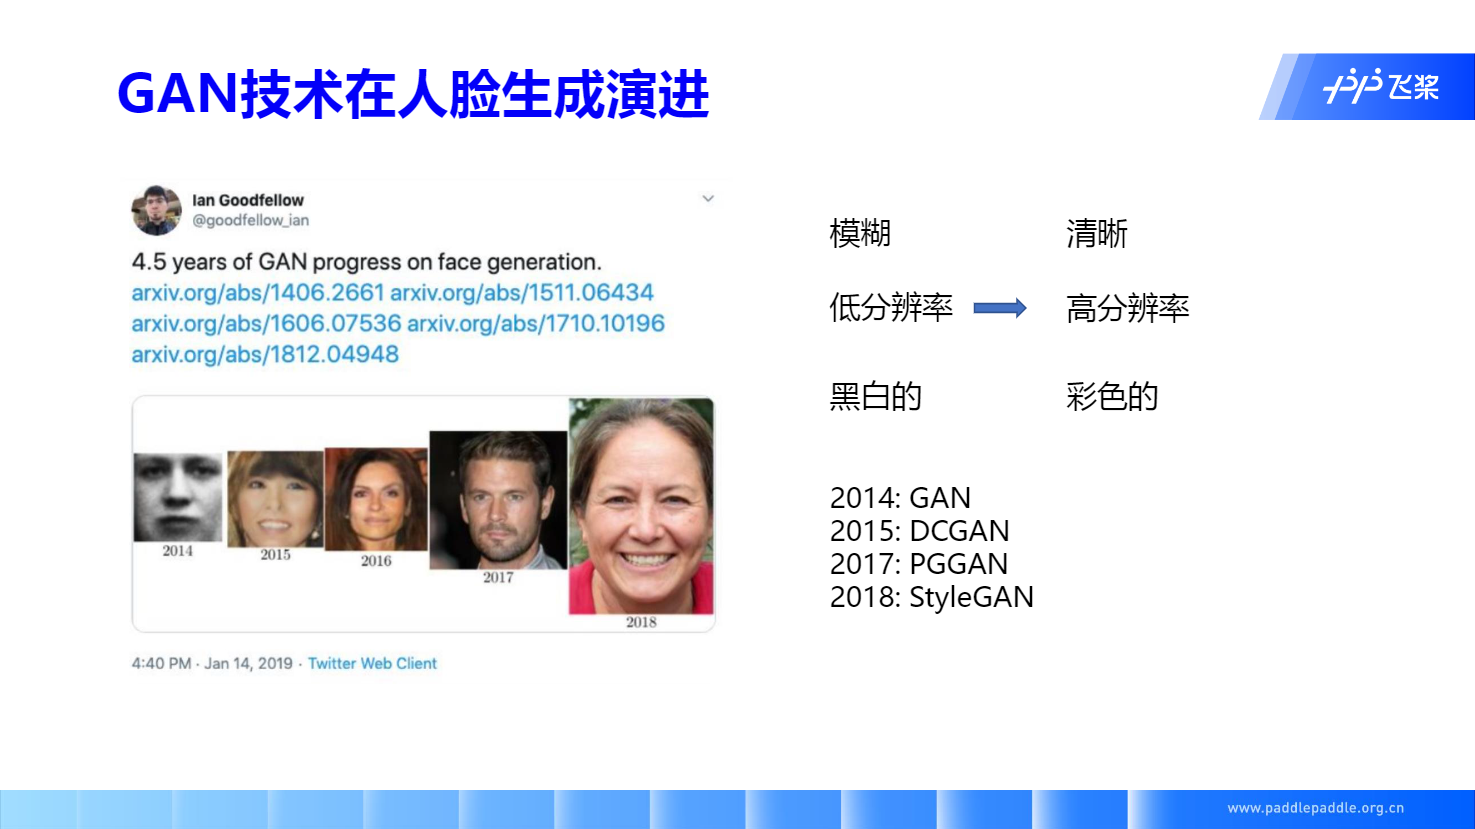 GAN技术在人脸生成演进
飞桨
Ian Goodfellow
@goodfellow_ian
4.5 years of GAN progress on face generation.
arxiv.org/abs/1406.2661 arxiv.org/abs/1511.06434
arxiv.org/abs/1606.07536 arxiv.org/abs/1710.10196
arxiv.org/abs/1812.04948
2014
2015
2016
2017
2018
4:40 PM · Jan 14, 2019 · Twitter Web Client
模糊 清晰
低分辨率 高分辨率
黑白的 彩色的
2014: GAN
2015: DCGAN
2017: PGGAN
2018: StyleGAN
www.paddlepaddle.org.cn